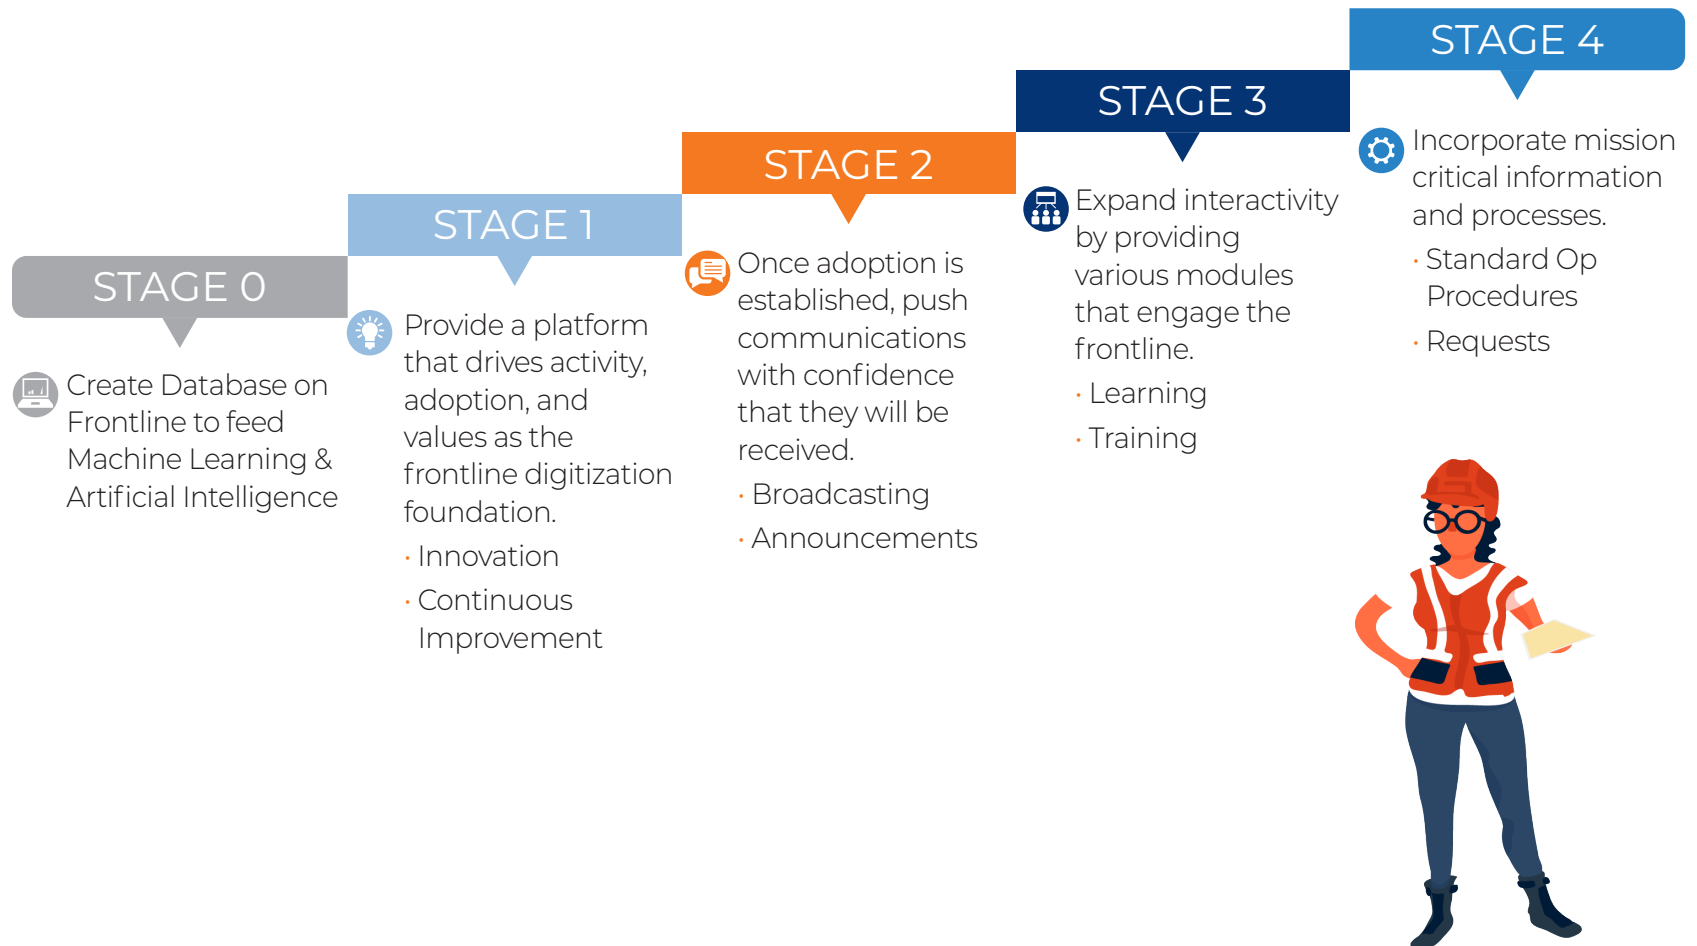 STAGE 0
Create Database on
Frontline to feed
Machine Learning &
Artificial Intelligence
STAGE 1
Provide a platform
that drives activity,
adoption, and
values as the
frontline digitization
foundation.
· Innovation
· Continuous
Improvement
STAGE 2
Once adoption is
established, push
communications
with confidence
that they will be
received.
· Broadcasting
· Announcements
STAGE 3
Expand interactivity
by providing
various modules
that engage the
frontline.
· Learning
· Training
STAGE 4
Incorporate mission
critical information
and processes.
· Standard Op
Procedures
· Requests